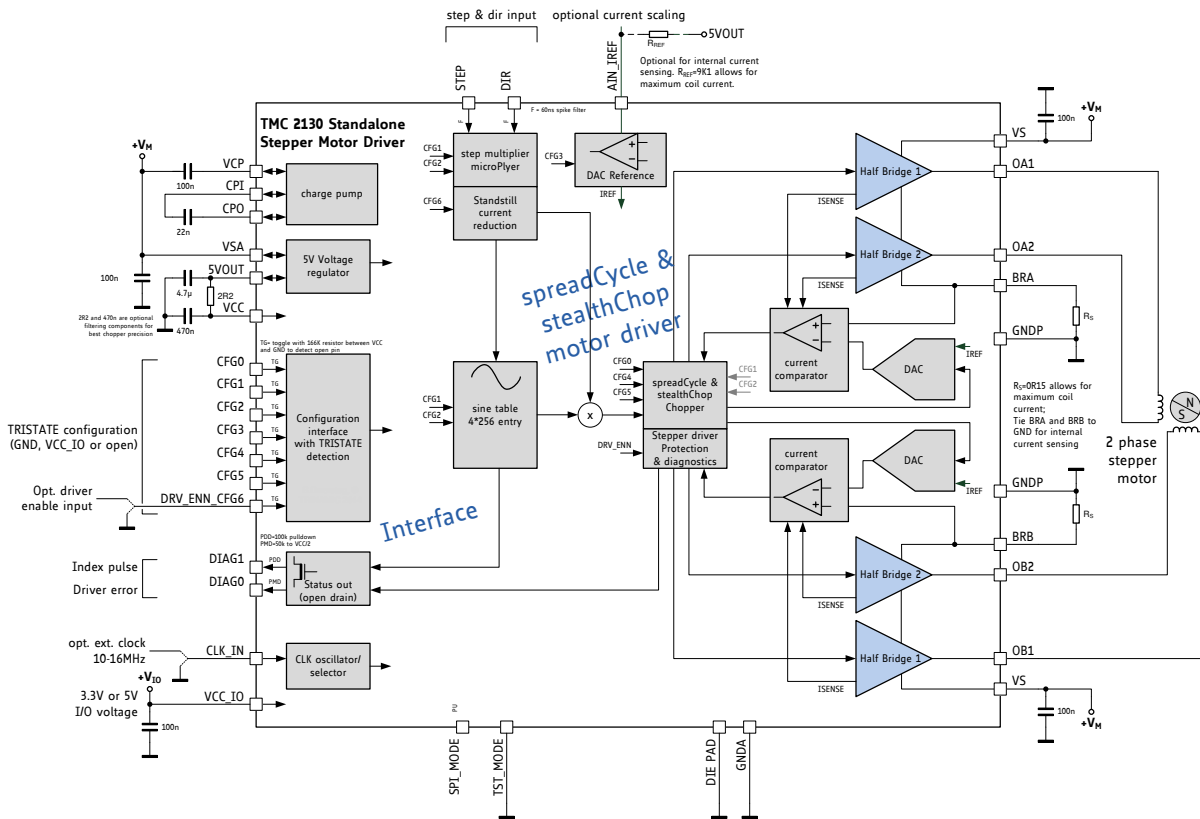 step & dir input
optional current scaling
5VOUT
R_REF
Optional for internal current
sensing. R_REF=9K1 allows for
maximum coil current.
STEP
DIR
AIN_IREF
F = 60ns spike filter
TMC 2130 Standalone
Stepper Motor Driver
+V_M
VCP
100n
CPI
CPO
22n
charge pump
VSA
100n
5VOUT
4.7µ
2R2
VCC
470n
5V Voltage
regulator
2R2 and 470n are optional
filtering components for
best chopper precision
CFG1
CFG2
step multiplier
microPlyer
CFG6
Standstill
current
reduction
CFG3
DAC Reference
IREF
spreadCycle &
stealthChop
motor driver
TG= toggle with 166K resistor between VCC
and GND to detect open pin
CFG0
TG
CFG1
TG
CFG2
TG
CFG3
TG
CFG4
TG
CFG5
TG
DRV_ENN_CFG6
TG
TRISTATE configuration
(GND, VCC_IO or open)
Opt. driver
enable input
Configuration
interface
with TRISTATE
detection
CFG1
CFG2
sine table
4*256 entry
x
CFG0
CFG4
CFG5
CFG1
CFG2
spreadCycle &
stealthChop
Chopper
DRV_ENN
Stepper driver
Protection
& diagnostics
Interface
PDD=100k pulldown
PMD=50k to VCC/2
Index pulse
Driver error
DIAG1
PDD
DIAG0
PMD
Status out
(open drain)
opt. ext. clock
10-16MHz
CLK_IN
CLK oscillator/
selector
+V_IO
3.3V or 5V
I/O voltage
VCC_IO
100n
PU
SPI_MODE
TST_MODE
DIE PAD
GNDA
Half Bridge 1
ISENSE
Half Bridge 2
ISENSE
current
comparator
DAC
IREF
current
comparator
DAC
IREF
Half Bridge 2
ISENSE
Half Bridge 1
ISENSE
100n
+V_M
VS
OA1
OA2
BRA
R_S
GNDP
R_S=0R15 allows for
maximum coil
current;
Tie BRA and BRB to
GND for internal
current sensing
N
S
2 phase
stepper
motor
GNDP
R_S
BRB
OB2
OB1
VS
100n
+V_M